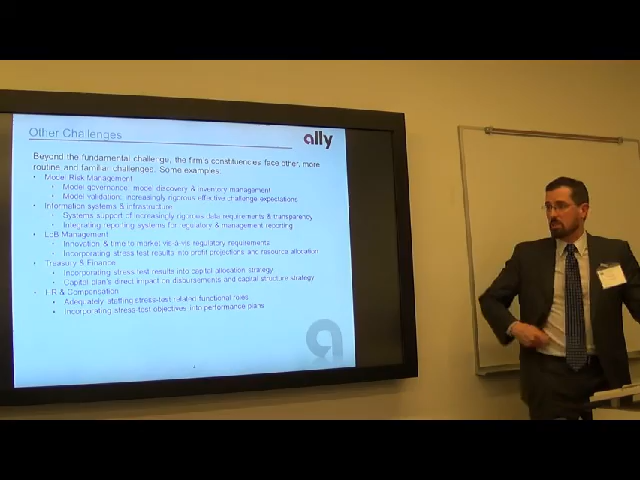 Other Challenges
ally
Beyond the fundamental challenge, the firm's constituencies face other, more
routine and familiar challenges. Some examples:
• Model Risk Management
• Model governance: model discovery & inventory management
• Model validation: increasingly rigorous effective challenge expectations
• Information systems & infrastructure
• Systems support of increasingly rigorous data requirements & transparency
• Integrating reporting systems for regulatory & management reporting
• LoB Management
• Innovation & time to market vis-à-vis regulatory requirements
• Incorporating stress test results into profit projections and resource allocation
• Treasury & Finance
• Incorporating stress test results into capital allocation strategy
• Capital plan's direct impact on disbursements and capital structure strategy
• HR & Compensation
• Adequately staffing stress-test related functional roles
• Incorporating stress-test objectives into performance plans